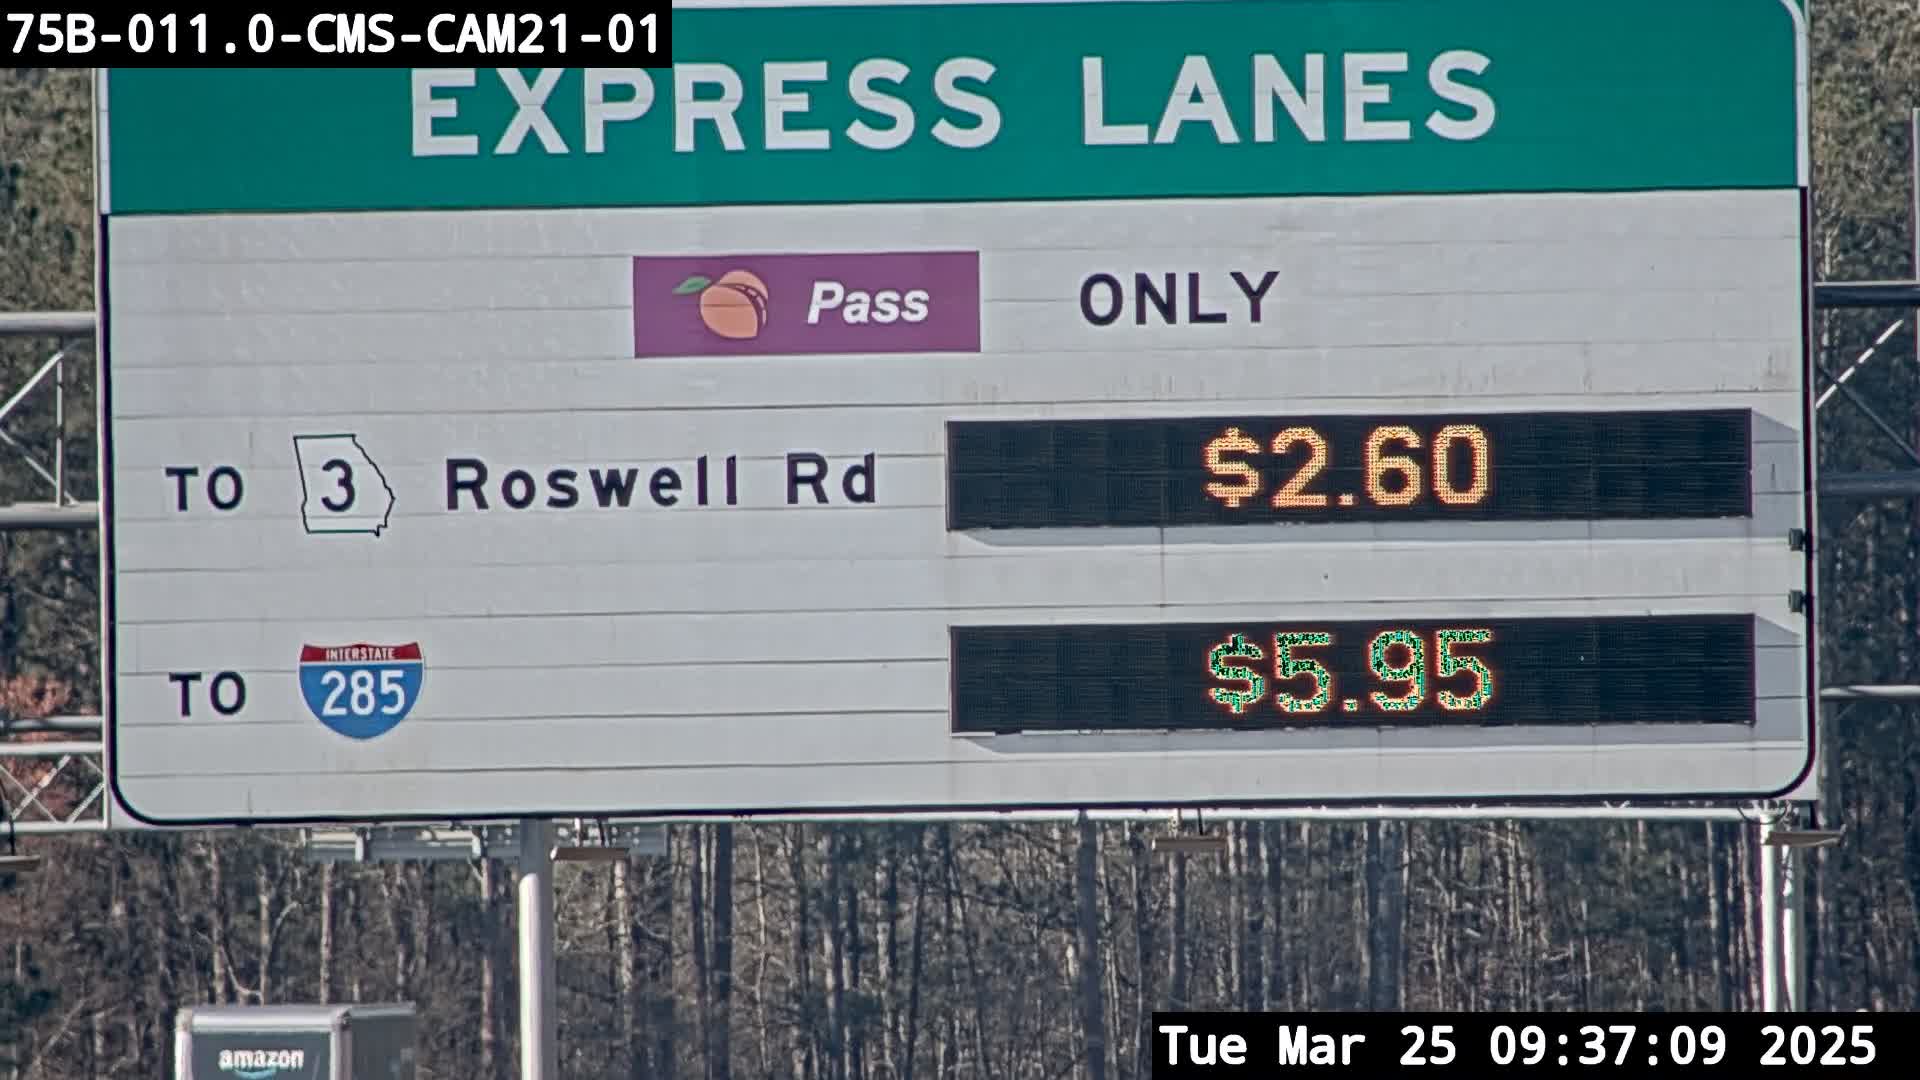 75B-011.0-CMS-CAM21-01
EXPRESS LANES
Pass ONLY
TO 3 Roswell Rd $2.60
TO INTERSTATE 285 $5.95
amazon
Tue Mar 25 09:37:09 2025